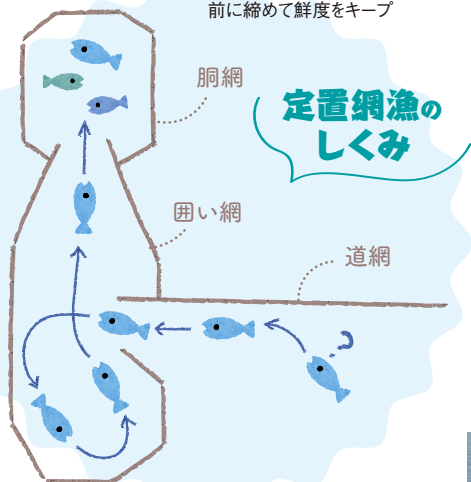 前に締めて鮮度をキープ
胴網
定置網漁の
しくみ
囲い網
道網